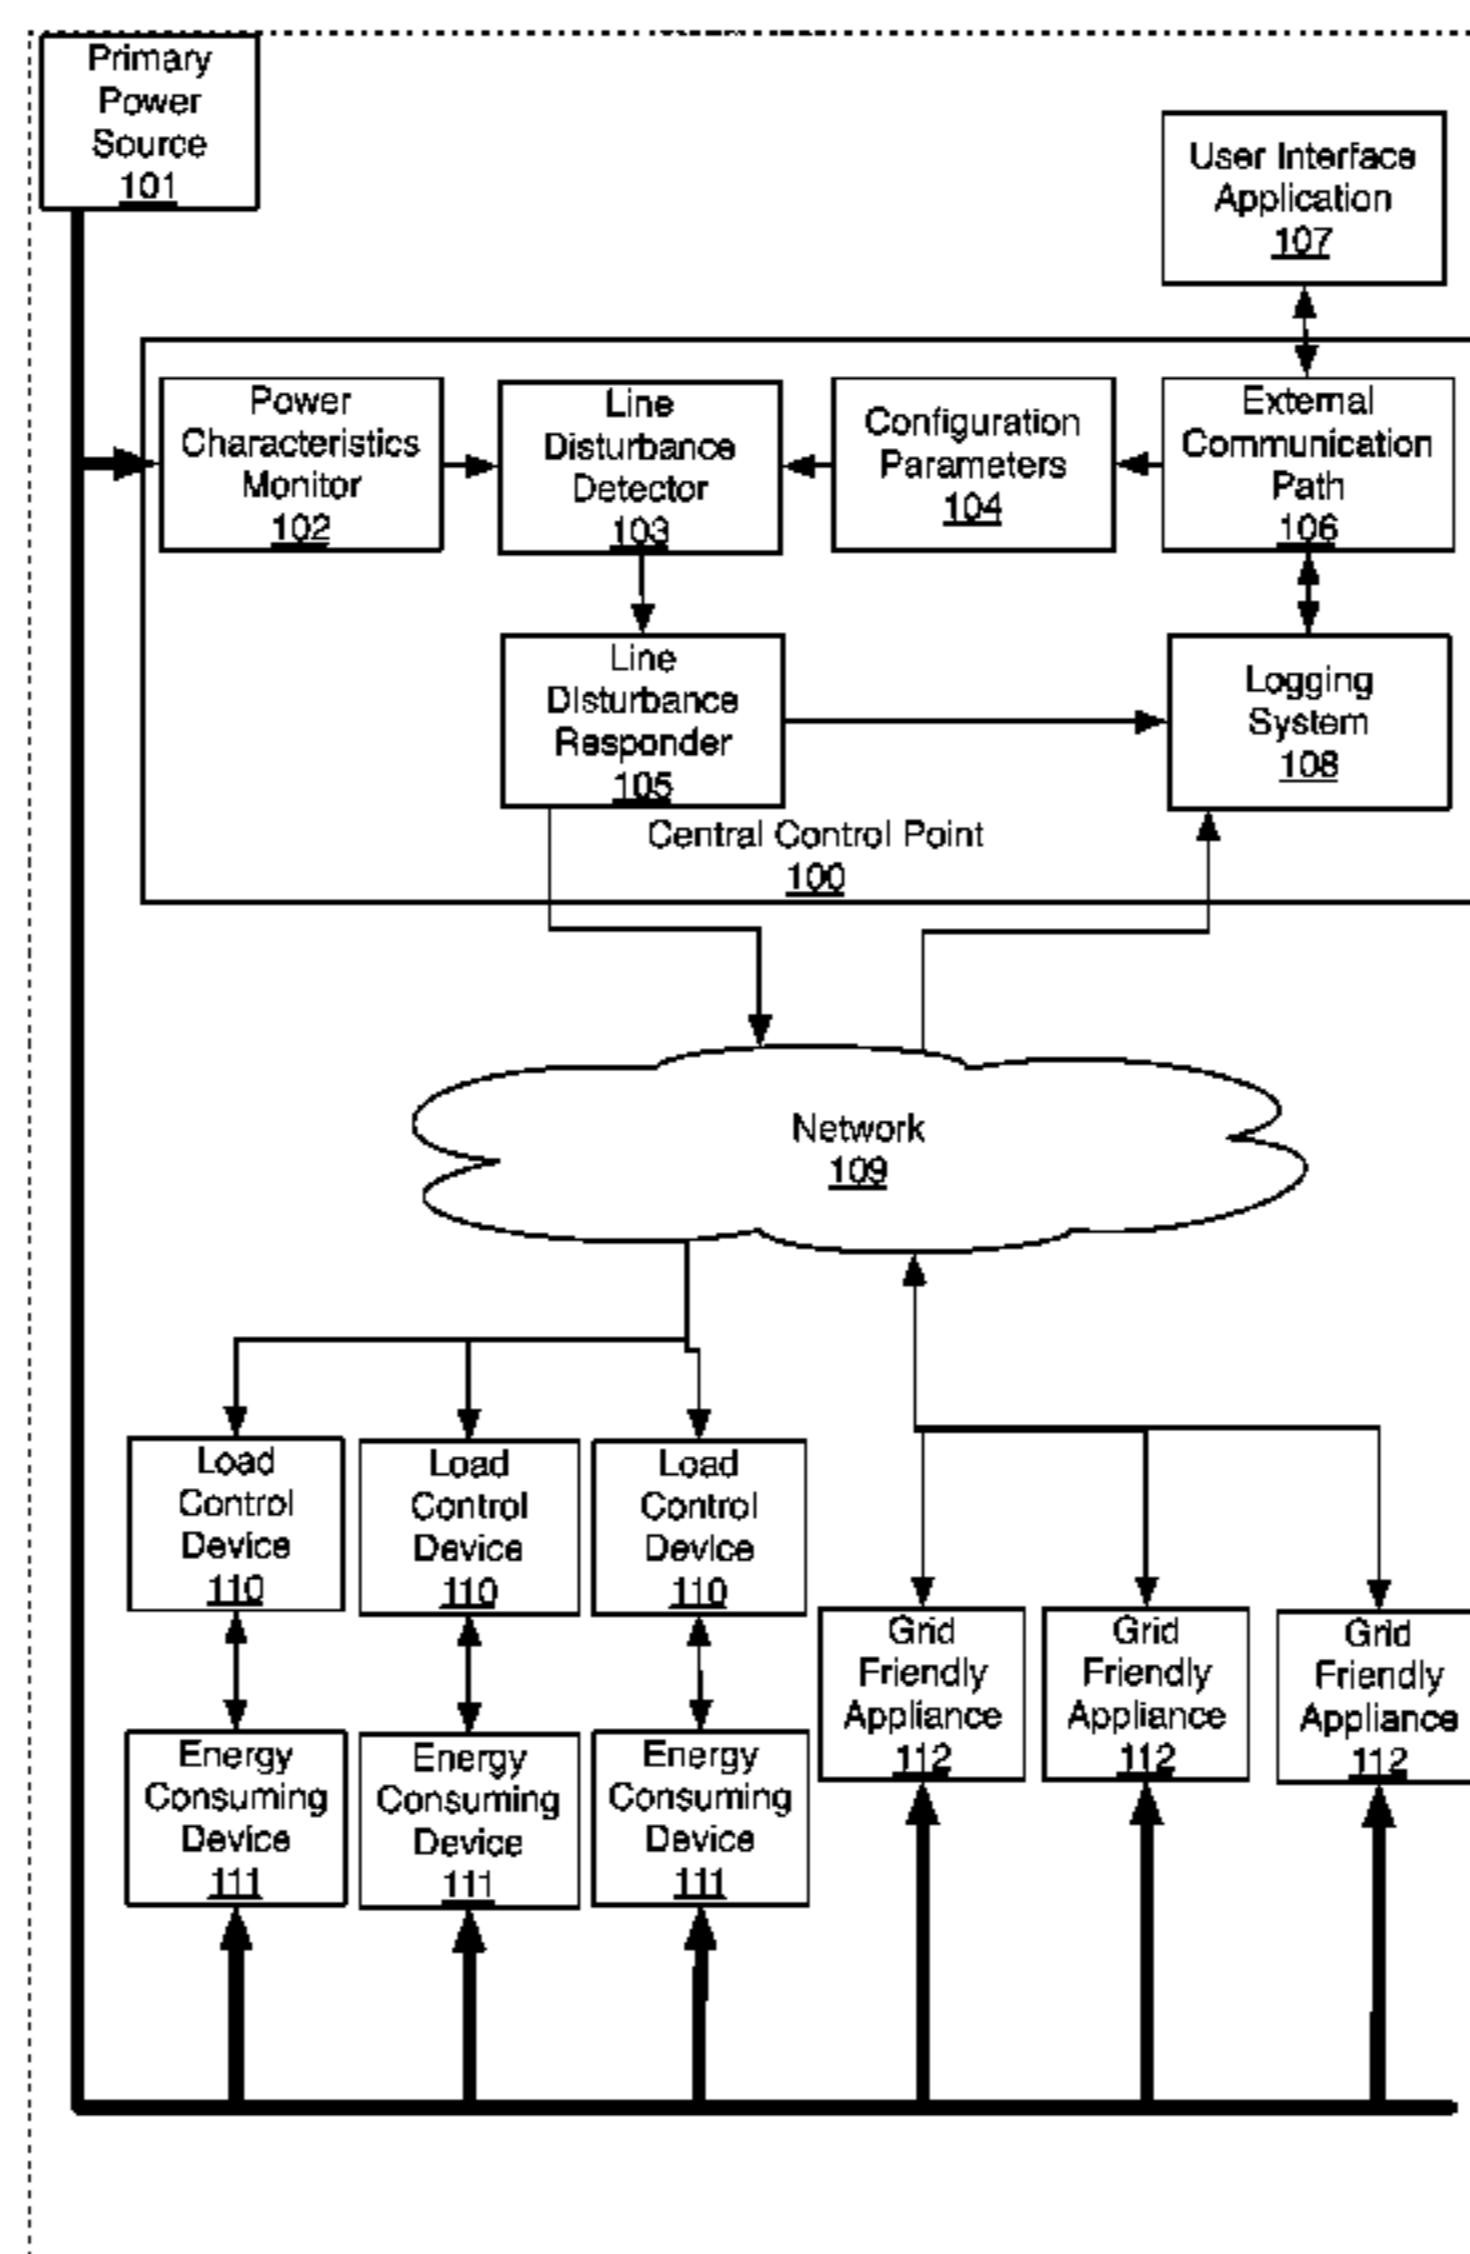 Primary
Power
Source
101
User Interface
Application
107
Power
Characteristics
Monitor
102
Line
Disturbance
Detector
103
Configuration
Parameters
104
External
Communication
Path
106
Line
Disturbance
Responder
105
Logging
System
108
Central Control Point
100
Network
109
Load
Control
Device
110
Load
Control
Device
110
Load
Control
Device
110
Grid
Friendly
Appliance
112
Grid
Friendly
Appliance
112
Grid
Friendly
Appliance
112
Energy
Consuming
Device
111
Energy
Consuming
Device
111
Energy
Consuming
Device
111